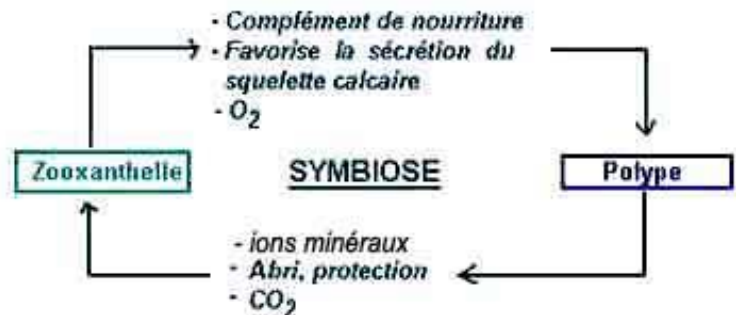 - Complément de nourriture
- Favorise la sécrétion du
squelette calcaire
- O2
Zooxanthelle
SYMBIOSE
Polype
- ions minéraux
- Abri, protection
- CO2